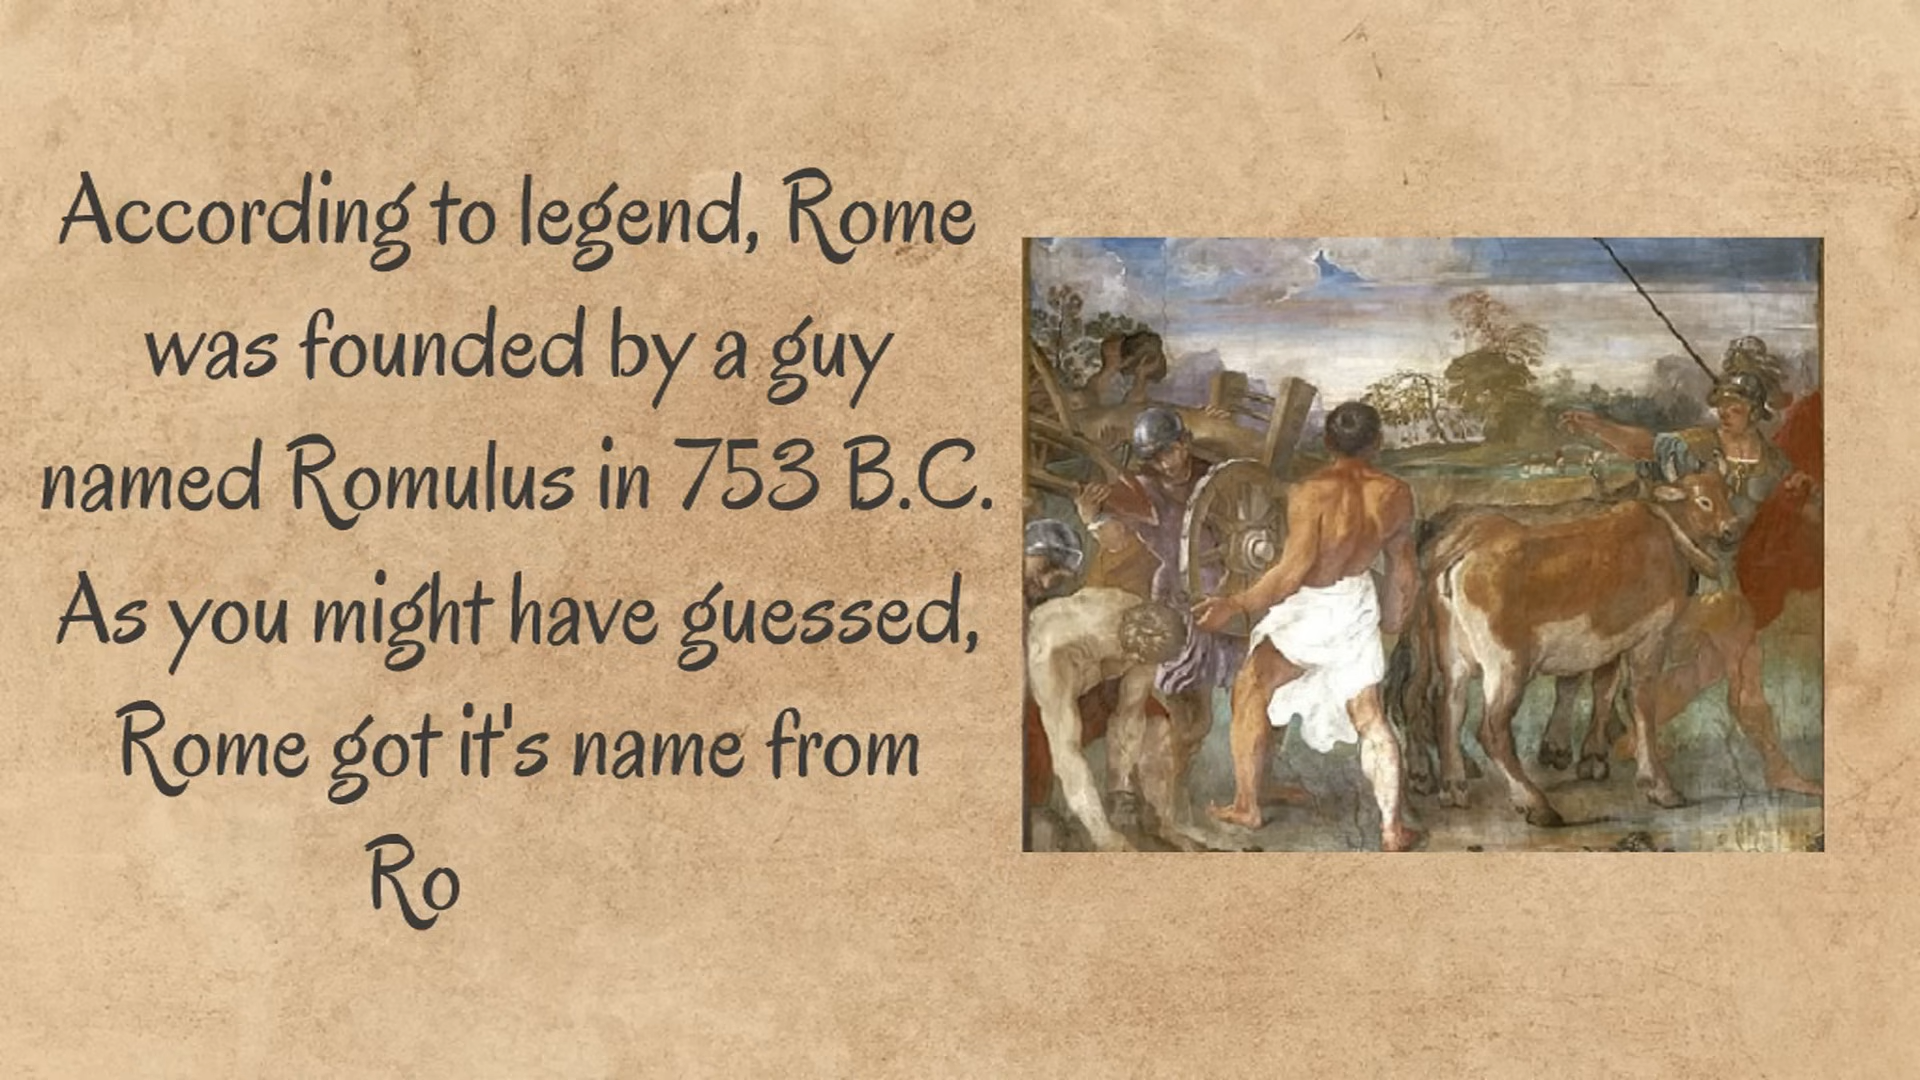 According to legend, Rome
was founded by a guy
named Romulus in 753 B.C.
As you might have guessed,
Rome got it's name from
Ro